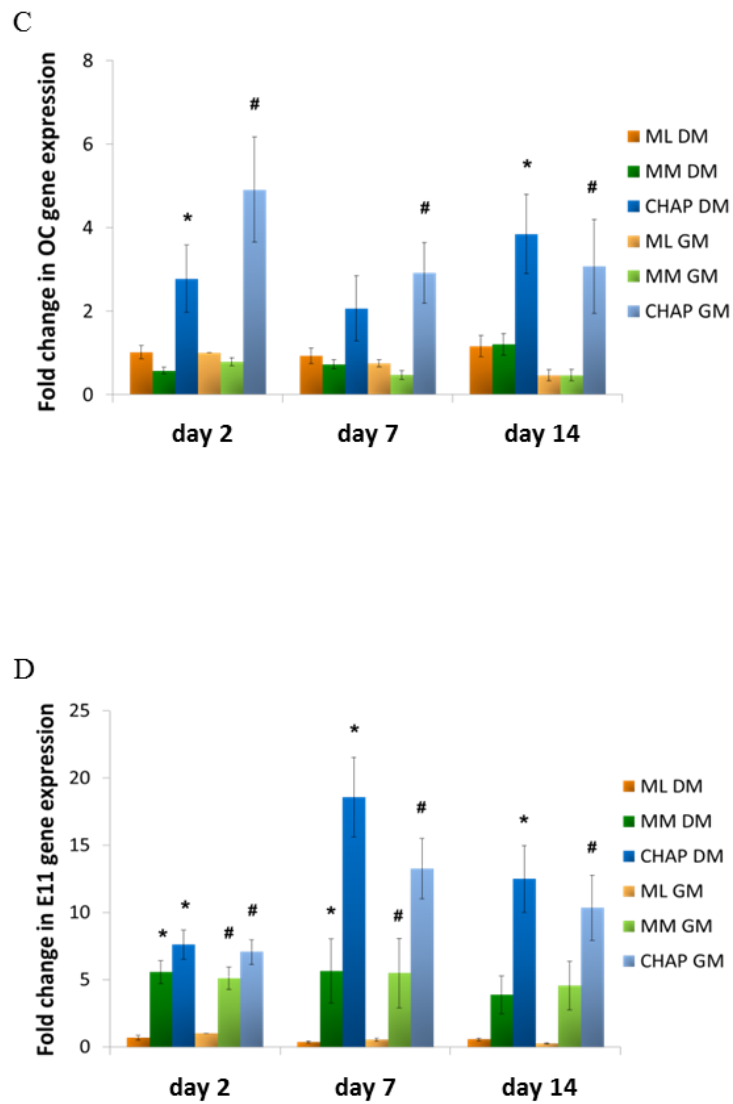 C
Fold change in OC gene expression
8
6
4
2
0
#
*
#
*
#
day 2
day 7
day 14
ML DM
MM DM
CHAP DM
ML GM
MM GM
CHAP GM
D
Fold change in E11 gene expression
25
20
15
10
5
0
*
*
#
#
*
*
#
#
*
#
day 2
day 7
day 14
ML DM
MM DM
CHAP DM
ML GM
MM GM
CHAP GM